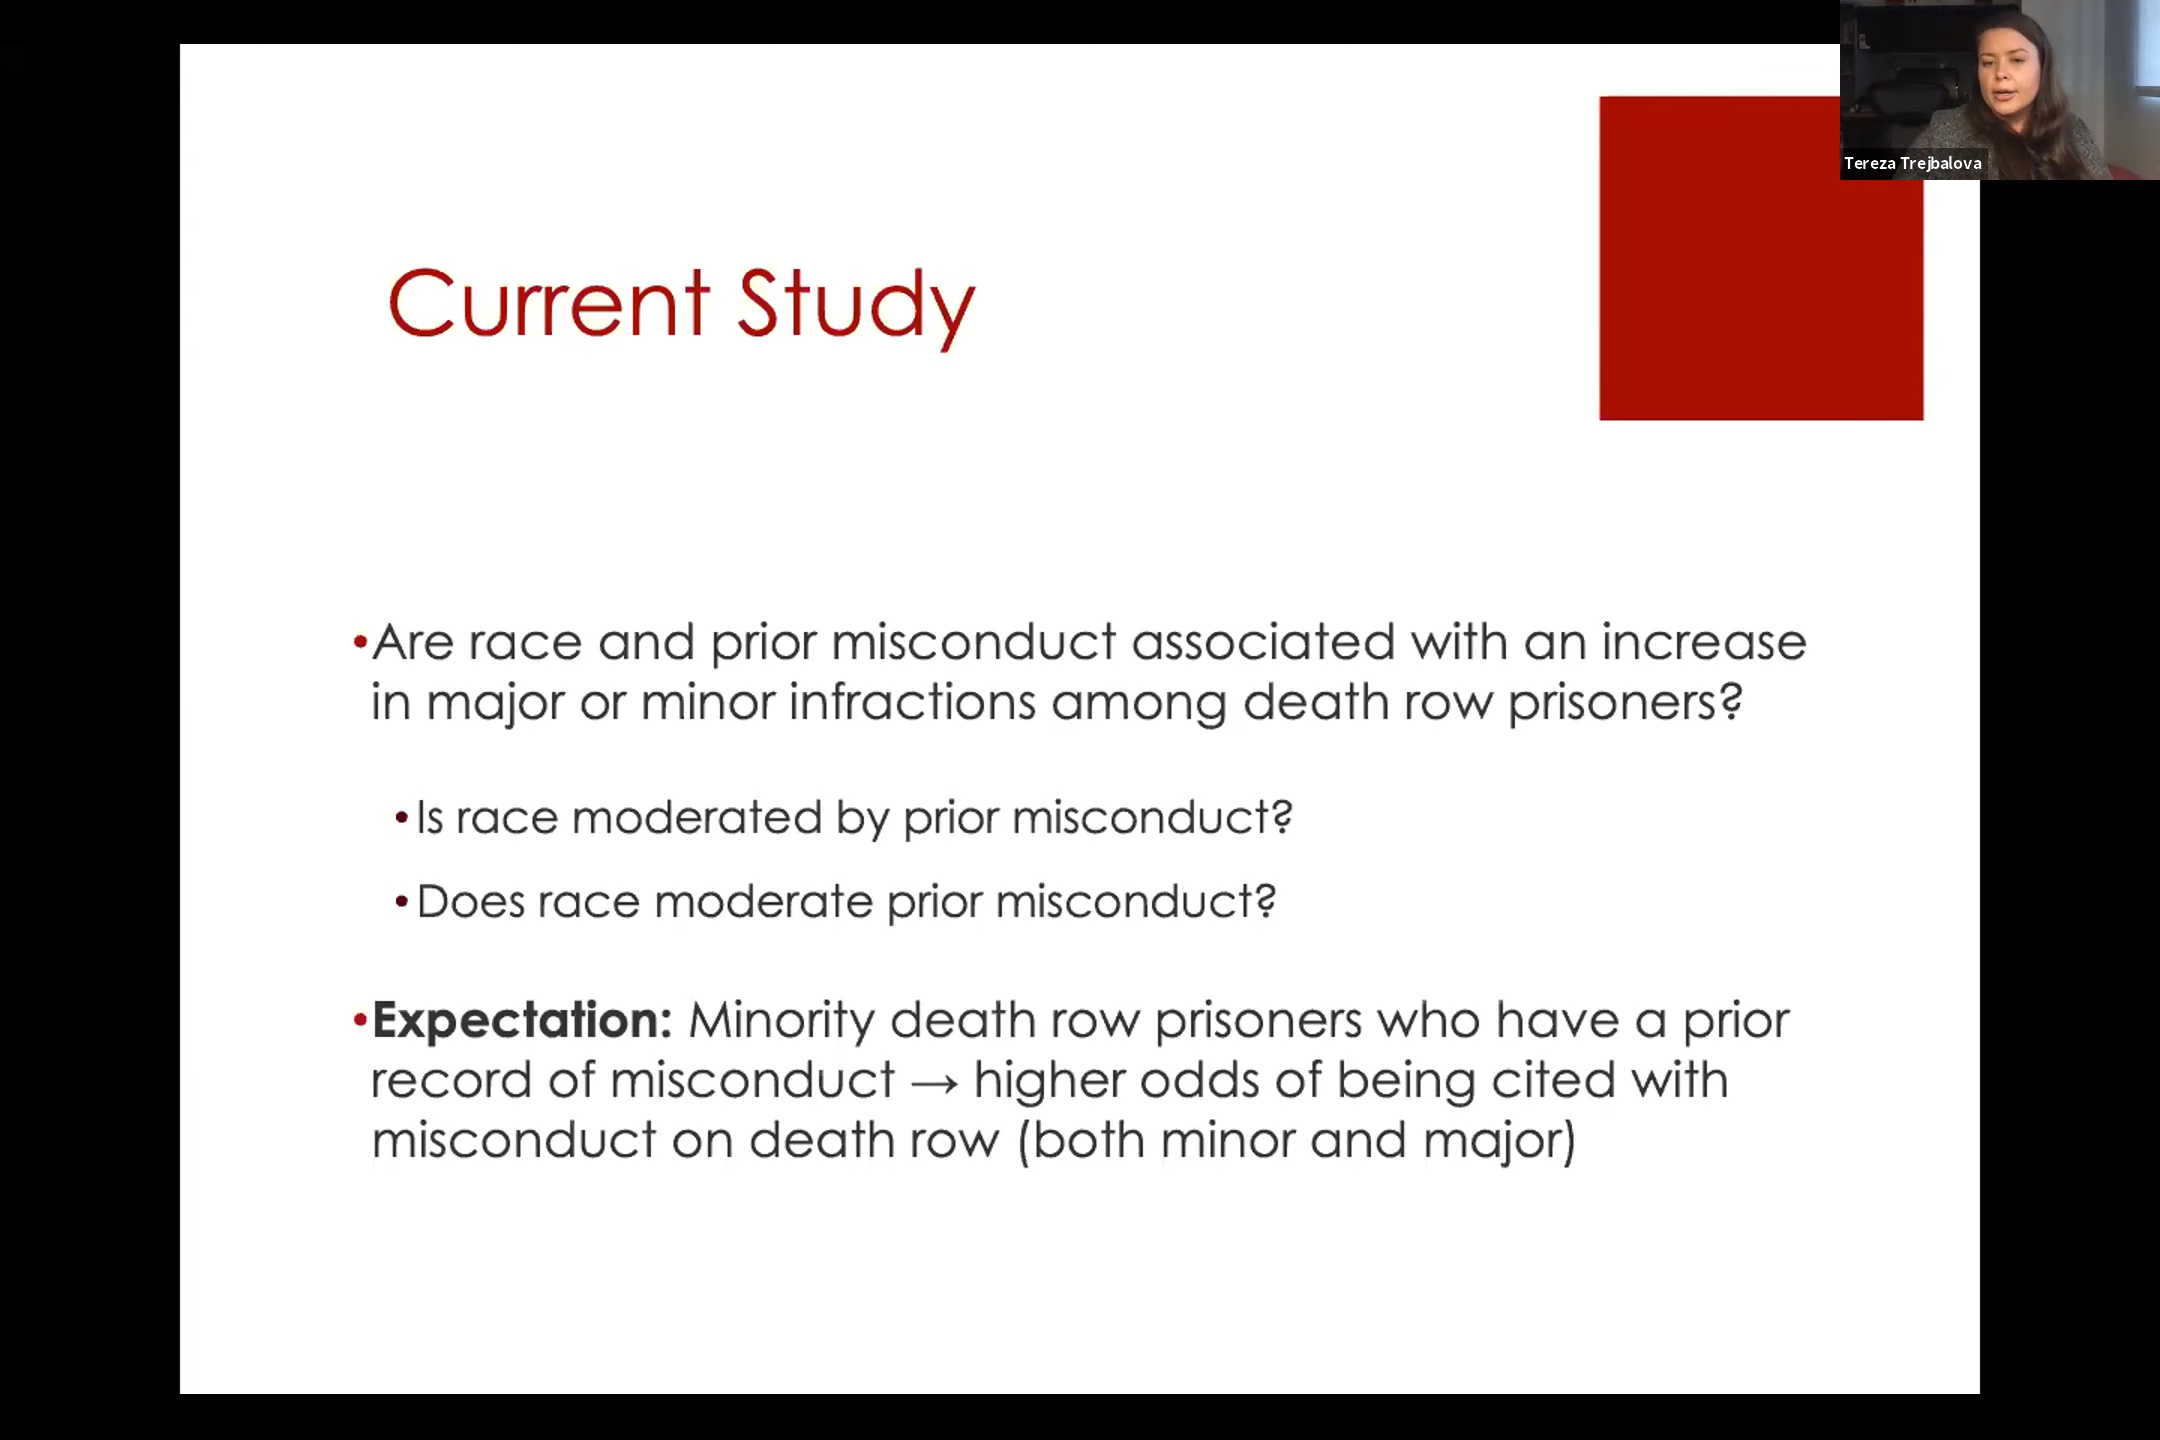 Tereza Trejbalova
Current Study
•Are race and prior misconduct associated with an increase
in major or minor infractions among death row prisoners?
•Is race moderated by prior misconduct?
•Does race moderate prior misconduct?
•Expectation: Minority death row prisoners who have a prior
record of misconduct → higher odds of being cited with
misconduct on death row (both minor and major)